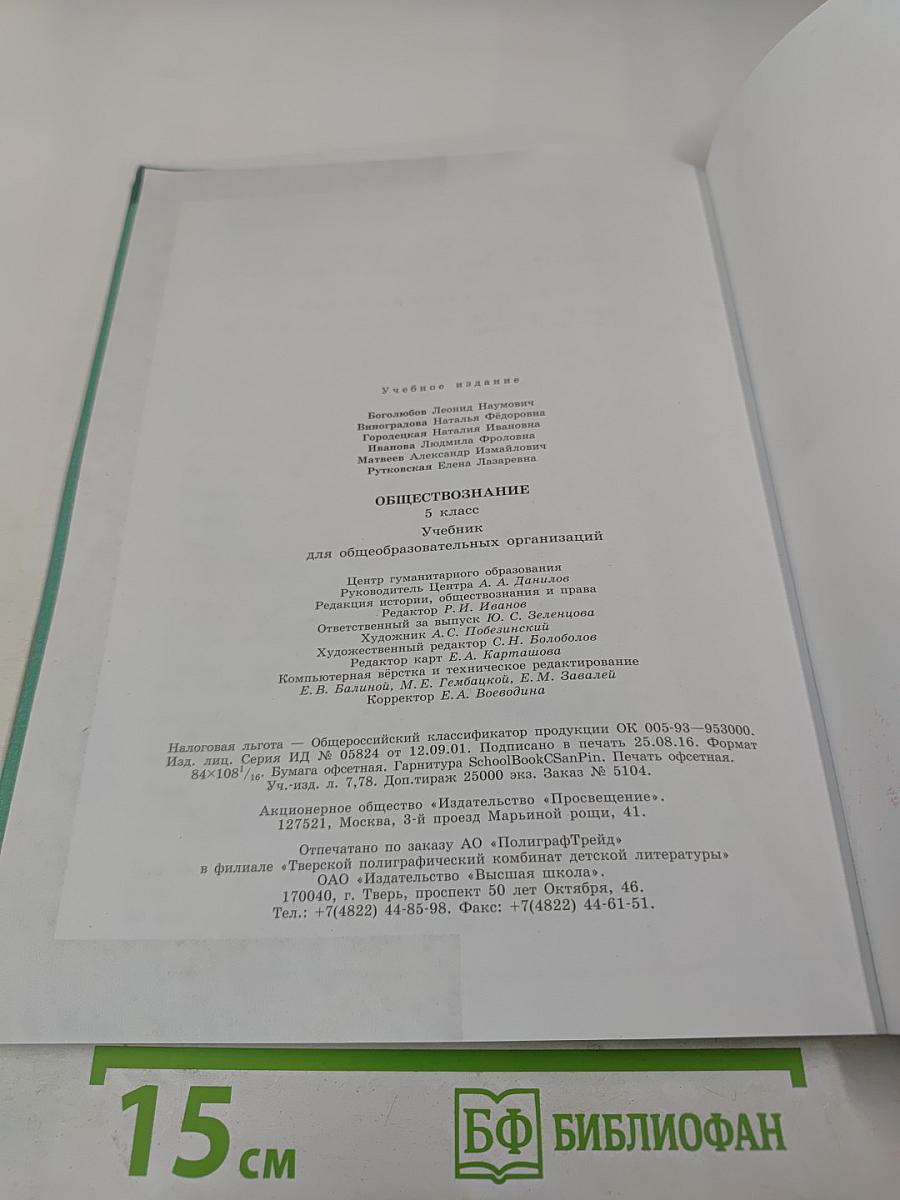 Учебное издание
Боголюбов Леонид Наумович
Виноградова Наталья Фёдоровна
Городецкая Наталия Ивановна
Иванова Людмила Фроловна
Матвеев Александр Измайлович
Рутковская Елена Лазаревна
ОБЩЕСТВОЗНАНИЕ
5 класс
Учебник
для общеобразовательных организаций
Центр гуманитарного образования
Руководитель Центра А. А. Данилов
Редакция истории, обществознания и права
Редактор Р. И. Иванов
Ответственный за выпуск Ю. С. Зеленцова
Художник А. С. Побезинский
Художественный редактор С. Н. Болоболов
Редактор карт Е. А. Карташова
Компьютерная вёрстка и техническое редактирование
Е. В. Балиной, М. Е. Гембацкой, Е. М. Завалей
Корректор Е. А. Воеводина
Налоговая льгота — Общероссийский классификатор продукции ОК 005-93—953000.
Изд. лиц. Серия ИД № 05824 от 12.09.01. Подписано в печать 25.08.16. Формат
84×108 1/16. Бумага офсетная. Гарнитура SchoolBookCSanPin. Печать офсетная.
Уч.-изд. л. 7,78. Доп.тираж 25000 экз. Заказ № 5104.
Акционерное общество «Издательство «Просвещение».
127521, Москва, 3-й проезд Марьиной рощи, 41.
Отпечатано по заказу АО «ПолиграфТрейд»
в филиале «Тверской полиграфический комбинат детской литературы»
ОАО «Издательство «Высшая школа».
170040, г. Тверь, проспект 50 лет Октября, 46.
Тел.: +7(4822) 44-85-98. Факс: +7(4822) 44-61-51.
15 см
БФ БИБЛИОФАН